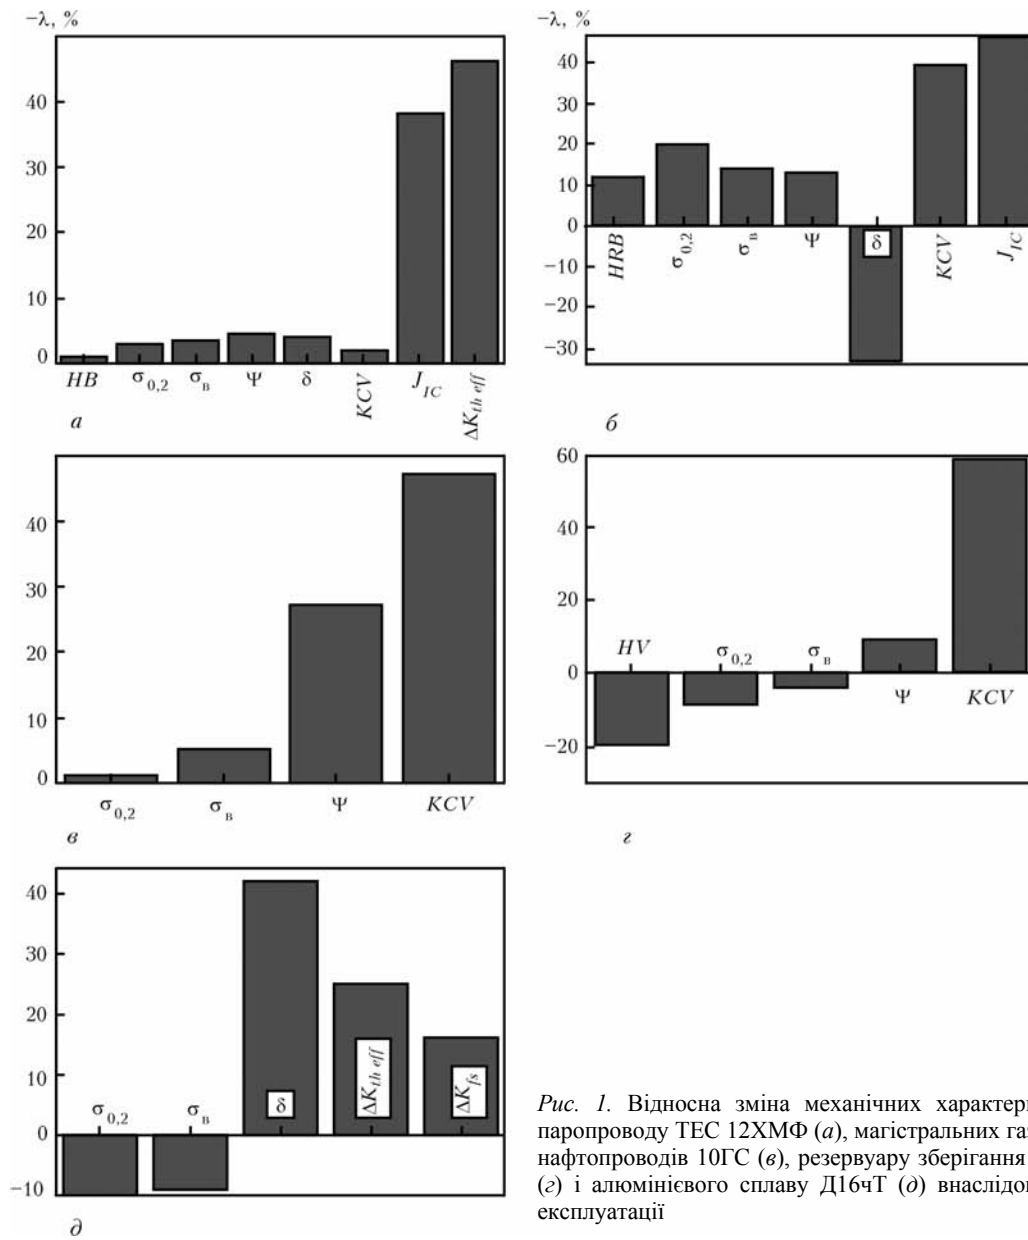 −λ, %
40
30
20
10
0
HB σ0,2 σв Ψ δ KCV JIC ΔKth eff
а
−λ, %
40
30
20
10
0
−10
−20
−30
HRB σ0,2 σв Ψ δ KCV JIC
б
40
30
20
10
0
σ0,2 σв Ψ KCV
в
60
40
20
0
−20
HV σ0,2 σв Ψ KCV
г
40
30
20
10
0
−10
σ0,2 σв δ ΔKth eff ΔKfs
д
Рис. 1. Відносна зміна механічних характери
паропроводу ТЕС 12ХМФ (а), магістральних газ
нафтопроводів 10ГС (в), резервуару зберігання
(г) і алюмінієвого сплаву Д16чТ (д) внаслідо
експлуатації